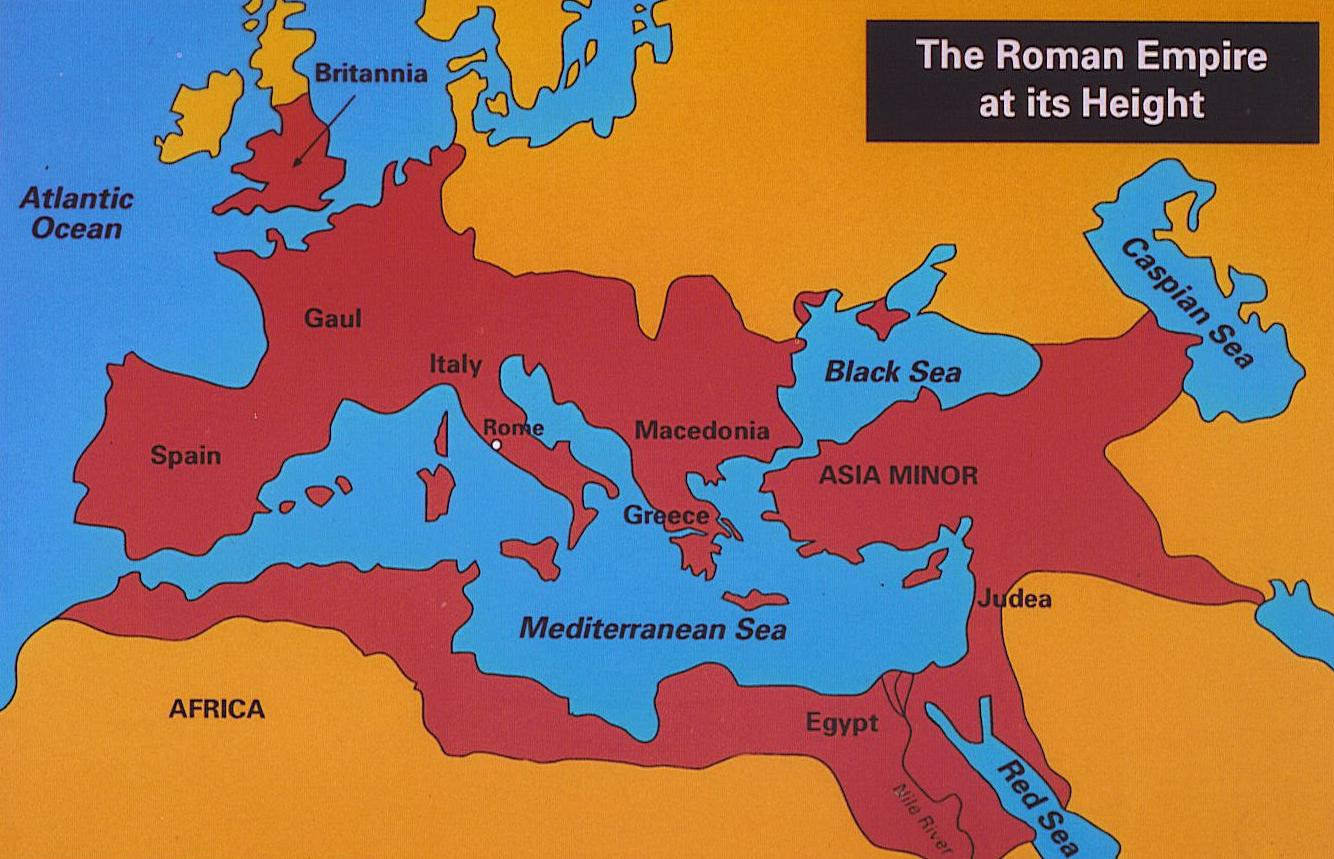 The Roman Empire
at its Height
Britannia
Atlantic
Ocean
Caspian Sea
Gaul
Italy
Black Sea
Rome
Macedonia
Spain
ASIA MINOR
Greece
Judea
Mediterranean Sea
AFRICA
Egypt
Nile River
Red Sea